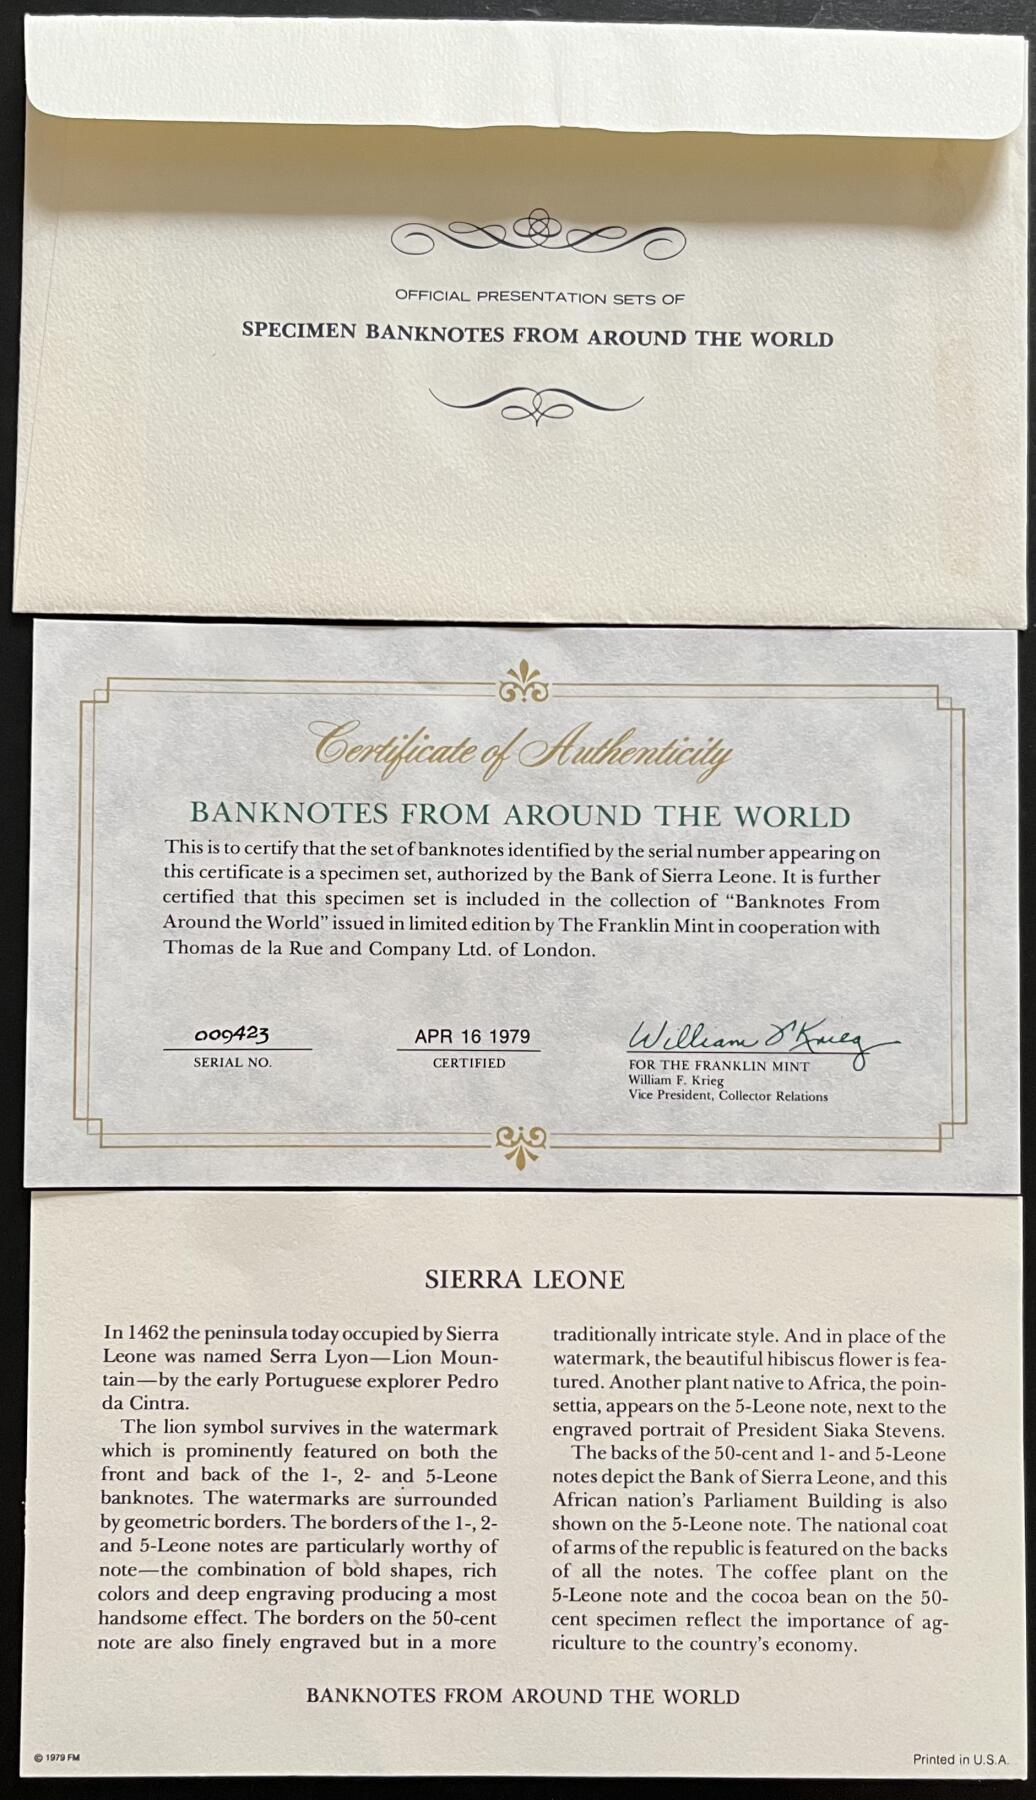 OFFICIAL PRESENTATION SETS OF
SPECIMEN BANKNOTES FROM AROUND THE WORLD
Certificate of Authenticity
BANKNOTES FROM AROUND THE WORLD
This is to certify that the set of banknotes identified by the serial number appearing on
this certificate is a specimen set, authorized by the Bank of Sierra Leone. It is further
certified that this specimen set is included in the collection of “Banknotes From
Around the World” issued in limited edition by The Franklin Mint in cooperation with
Thomas de la Rue and Company Ltd. of London.
009423
SERIAL NO.
APR 16 1979
CERTIFIED
William F Krieg
FOR THE FRANKLIN MINT
William F. Krieg
Vice President, Collector Relations
SIERRA LEONE
In 1462 the peninsula today occupied by Sierra
Leone was named Serra Lyon—Lion Moun-
tain—by the early Portuguese explorer Pedro
da Cintra.
The lion symbol survives in the watermark
which is prominently featured on both the
front and back of the 1-, 2- and 5-Leone
banknotes. The watermarks are surrounded
by geometric borders. The borders of the 1-, 2-
and 5-Leone notes are particularly worthy of
note—the combination of bold shapes, rich
colors and deep engraving producing a most
handsome effect. The borders on the 50-cent
note are also finely engraved but in a more
traditionally intricate style. And in place of the
watermark, the beautiful hibiscus flower is fea-
tured. Another plant native to Africa, the poin-
settia, appears on the 5-Leone note, next to the
engraved portrait of President Siaka Stevens.
The backs of the 50-cent and 1- and 5-Leone
notes depict the Bank of Sierra Leone, and this
African nation’s Parliament Building is also
shown on the 5-Leone note. The national coat
of arms of the republic is featured on the backs
of all the notes. The coffee plant on the
5-Leone note and the cocoa bean on the 50-
cent specimen reflect the importance of ag-
riculture to the country’s economy.
BANKNOTES FROM AROUND THE WORLD
© 1979 FM
Printed in U.S.A.